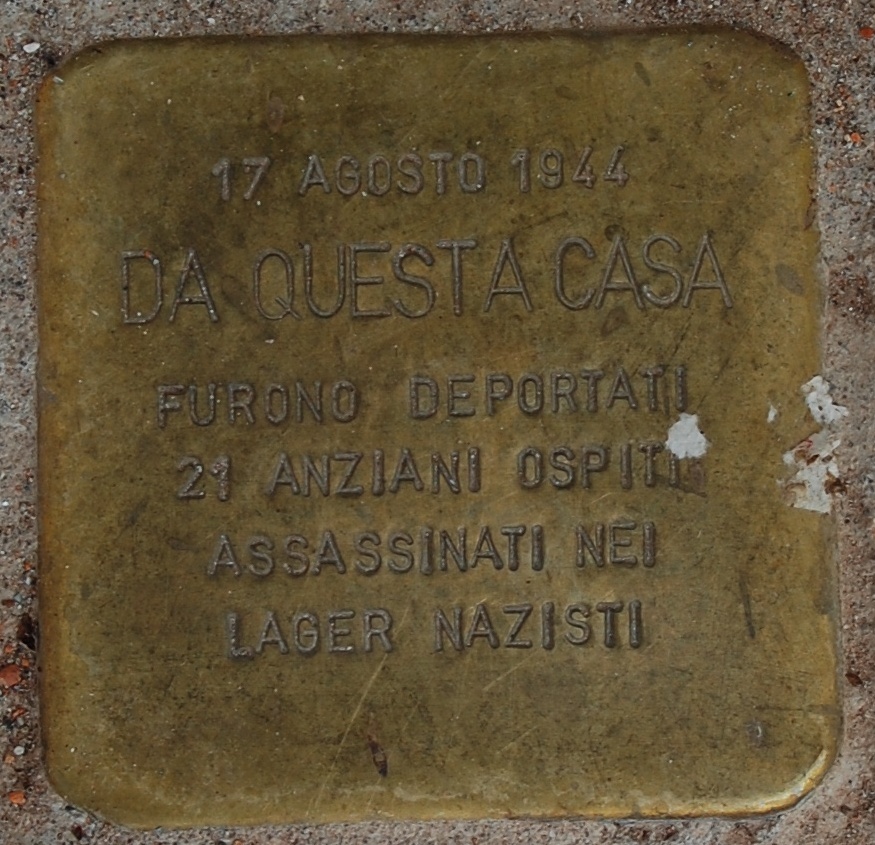 17 AGOSTO 1944
DA QUESTA CASA
FURONO DEPORTATI
21 ANZIANI OSPITI
ASSASSINATI NEI
LAGER NAZISTI